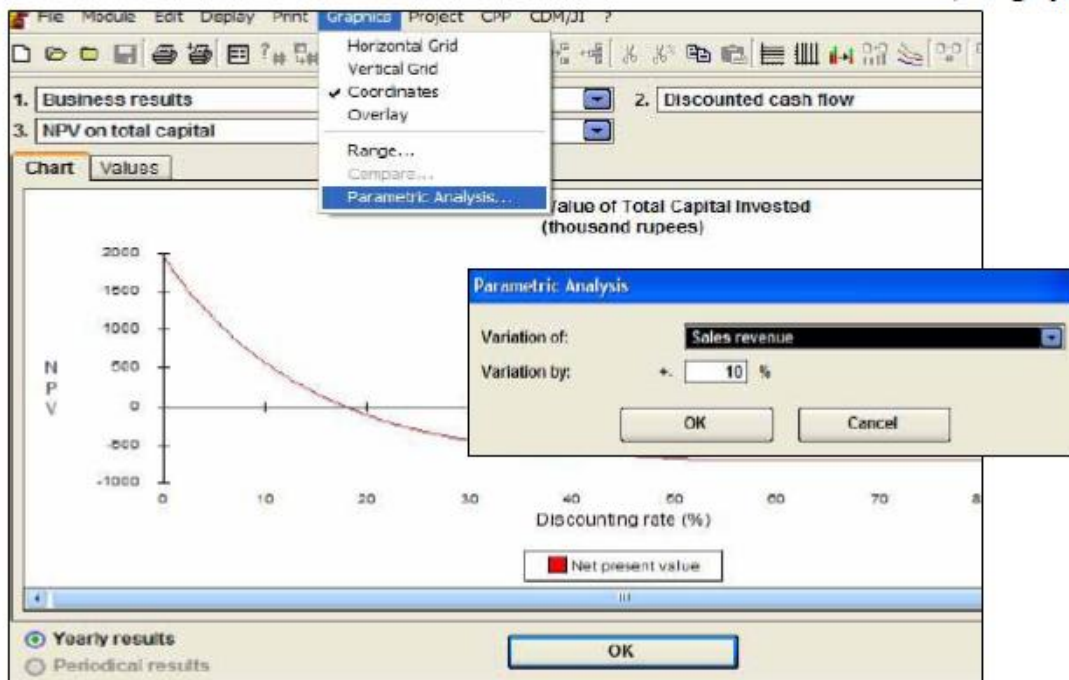 File Module Edit Display Print Graphics Project CPP CDM/JI ?
Horizontal Grid
Vertical Grid
Coordinates
Overlay
Range...
Compare...
Parametric Analysis...
1. Business results
2. Discounted cash flow
3. NPV on total capital
Chart Values
Value of Total Capital Invested
(thousand rupees)
2000
1500
1000
500
0
-500
-1000
NPV
0 10 20 30 40 50 60 70
Discounting rate (%)
Net present value
Parametric Analysis
Variation of: Sales revenue
Variation by: +- 10 %
OK Cancel
Yearly results
Periodical results
OK